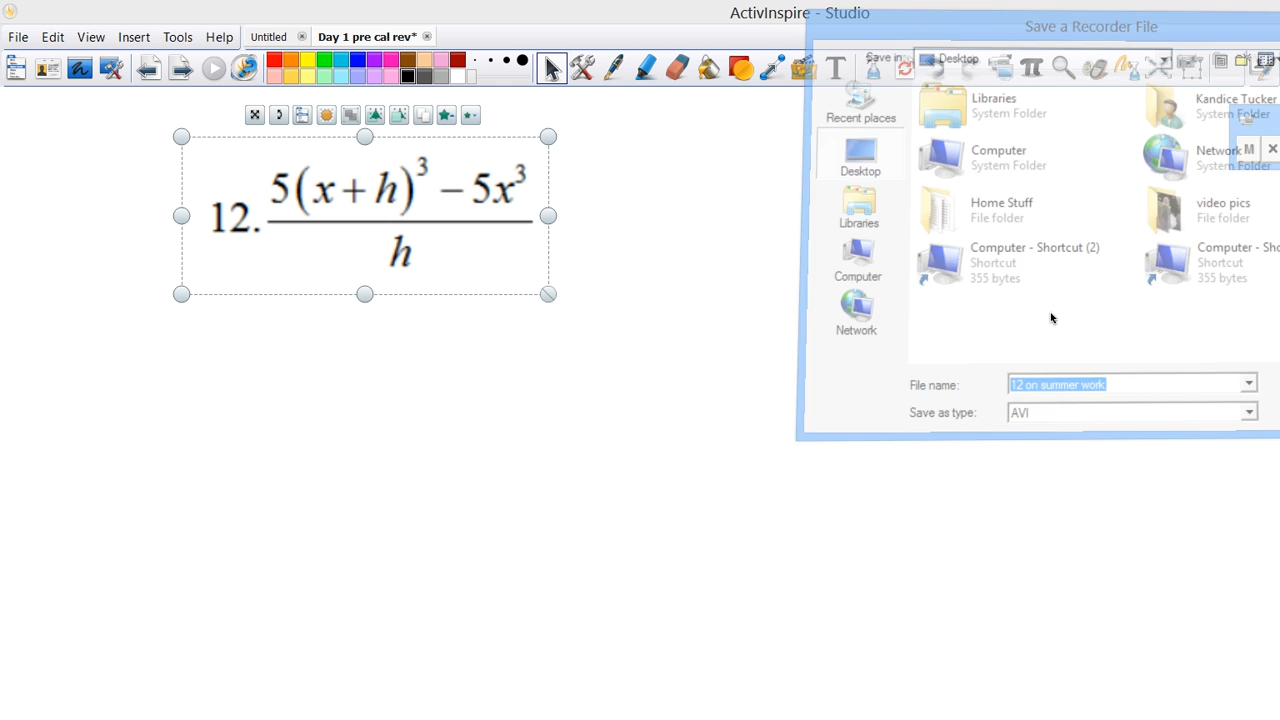 ActivInspire - Studio
File Edit View Insert Tools Help
Untitled
Day 1 pre cal rev*
Save a Recorder File
Save in
Desktop
Recent places
Desktop
Libraries
Computer
Network
Libraries
System Folder
Kandice Tucker
System Folder
Computer
System Folder
Network
System Folder
M
Home Stuff
File folder
video pics
File folder
Computer - Shortcut (2)
Shortcut
355 bytes
Computer - Sho
Shortcut
355 bytes
File name: 12 on summer work
Save as type: AVI
12. 5(x+h)³ − 5x³
h